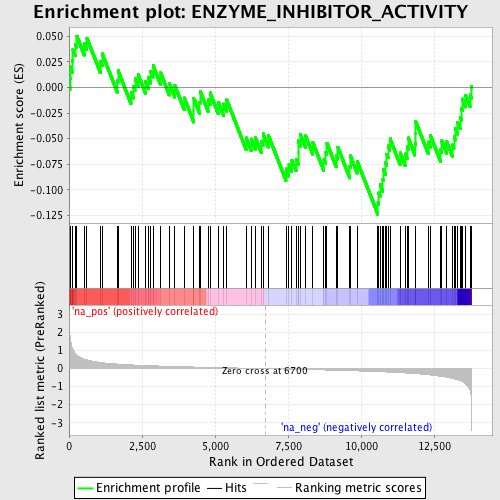 Enrichment plot: ENZYME_INHIBITOR_ACTIVITY
Enrichment score (ES)
0.050
0.025
0.000
-0.025
-0.050
-0.075
-0.100
-0.125
'na_pos' (positively correlated)
Ranked list metric (PreRanked)
3
2
1
0
-1
-2
-3
Zero cross at 6700
'na_neg' (negatively correlated)
0
2,500
5,000
7,500
10,000
12,500
Rank in Ordered Dataset
Enrichment profile
Hits
Ranking metric scores